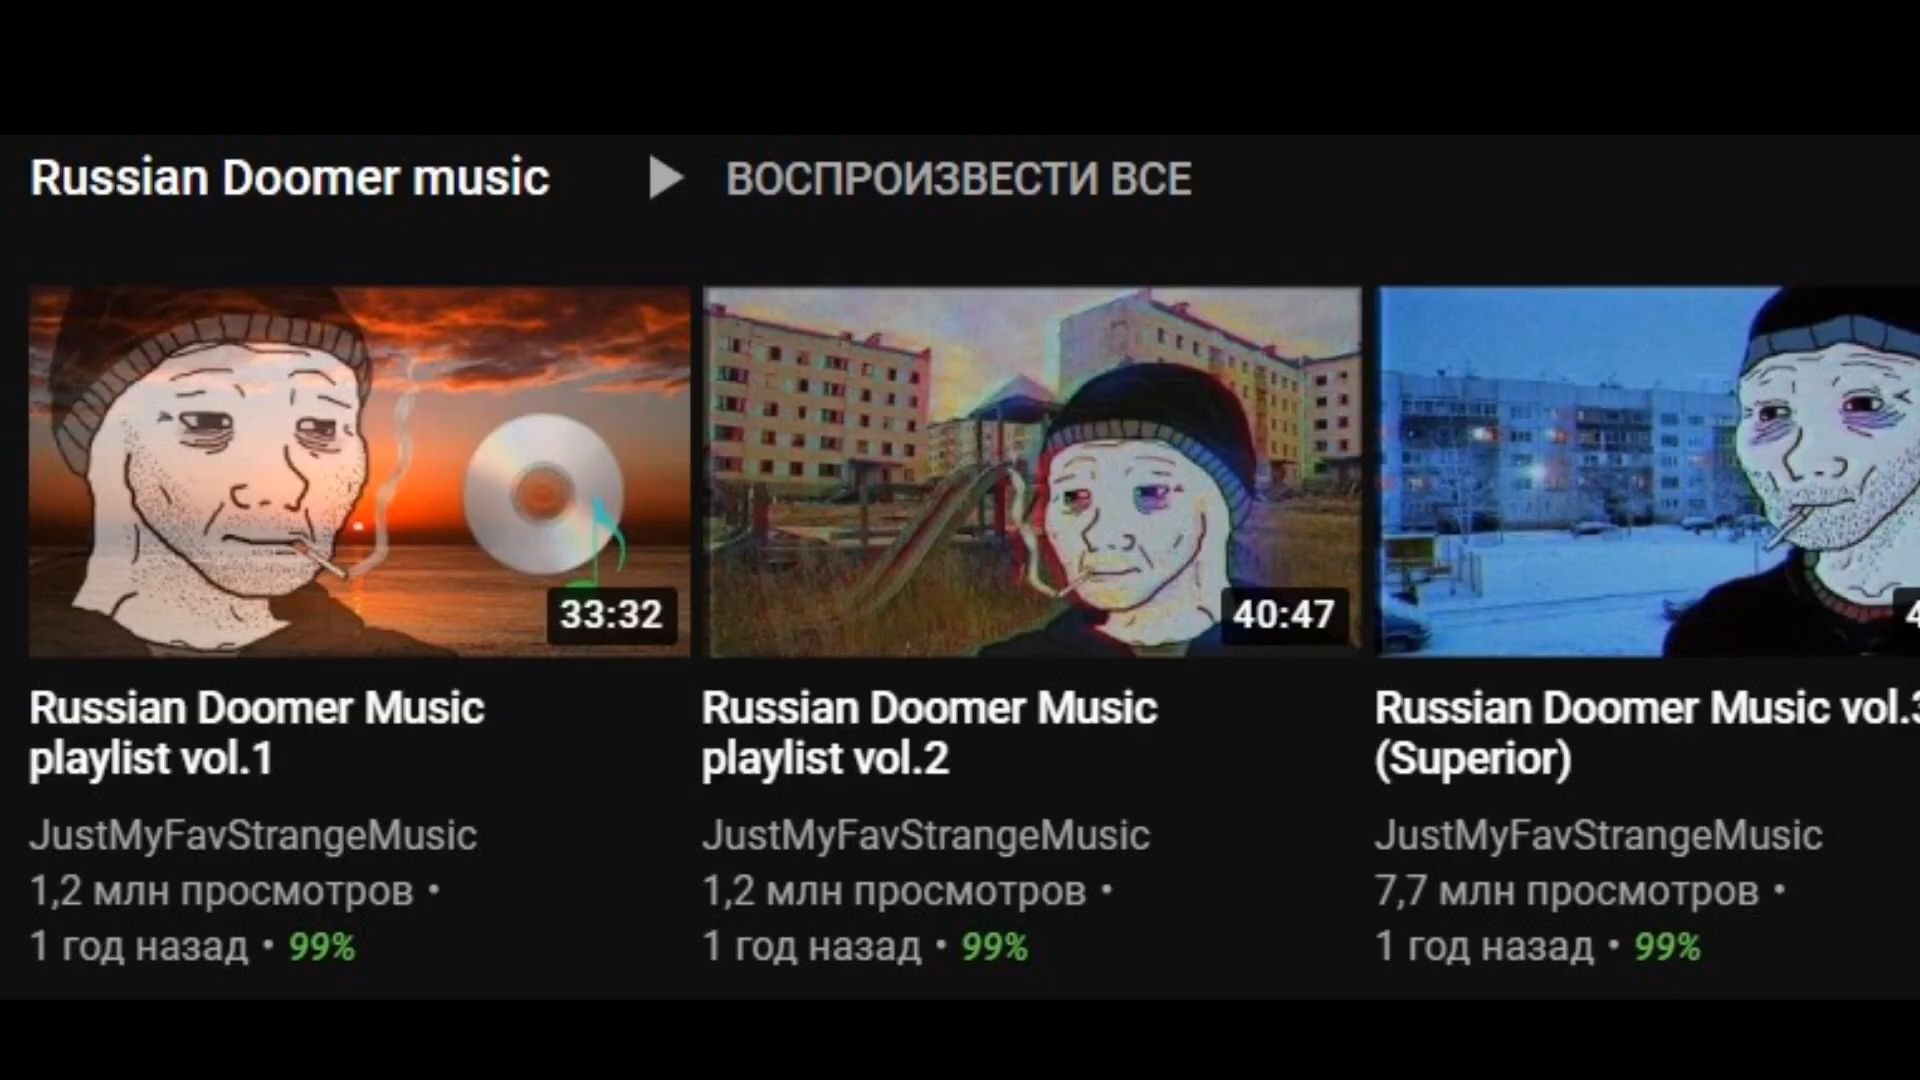 Russian Doomer music
ВОСПРОИЗВЕСТИ ВСЕ
33:32
40:47
Russian Doomer Music
playlist vol.1
JustMyFavStrangeMusic
1,2 млн просмотров •
1 год назад • 99%
Russian Doomer Music
playlist vol.2
JustMyFavStrangeMusic
1,2 млн просмотров •
1 год назад • 99%
Russian Doomer Music vol.3
(Superior)
JustMyFavStrangeMusic
7,7 млн просмотров •
1 год назад • 99%